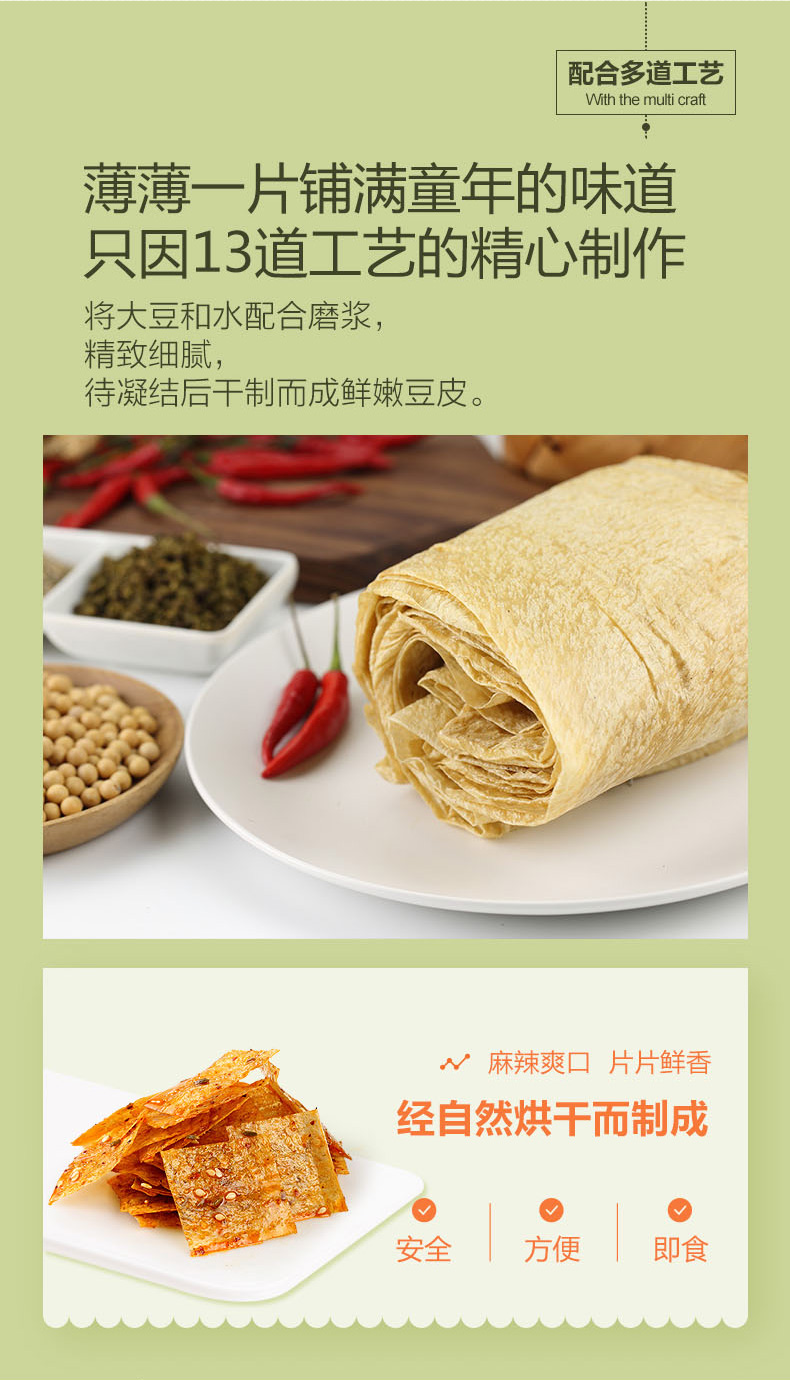 配合多道工艺
With the multi craft
薄薄一片铺满童年的味道
只因13道工艺的精心制作
将大豆和水配合磨浆，
精致细腻，
待凝结后干制而成鲜嫩豆皮。
麻辣爽口 片片鲜香
经自然烘干而制成
安全 方便 即食